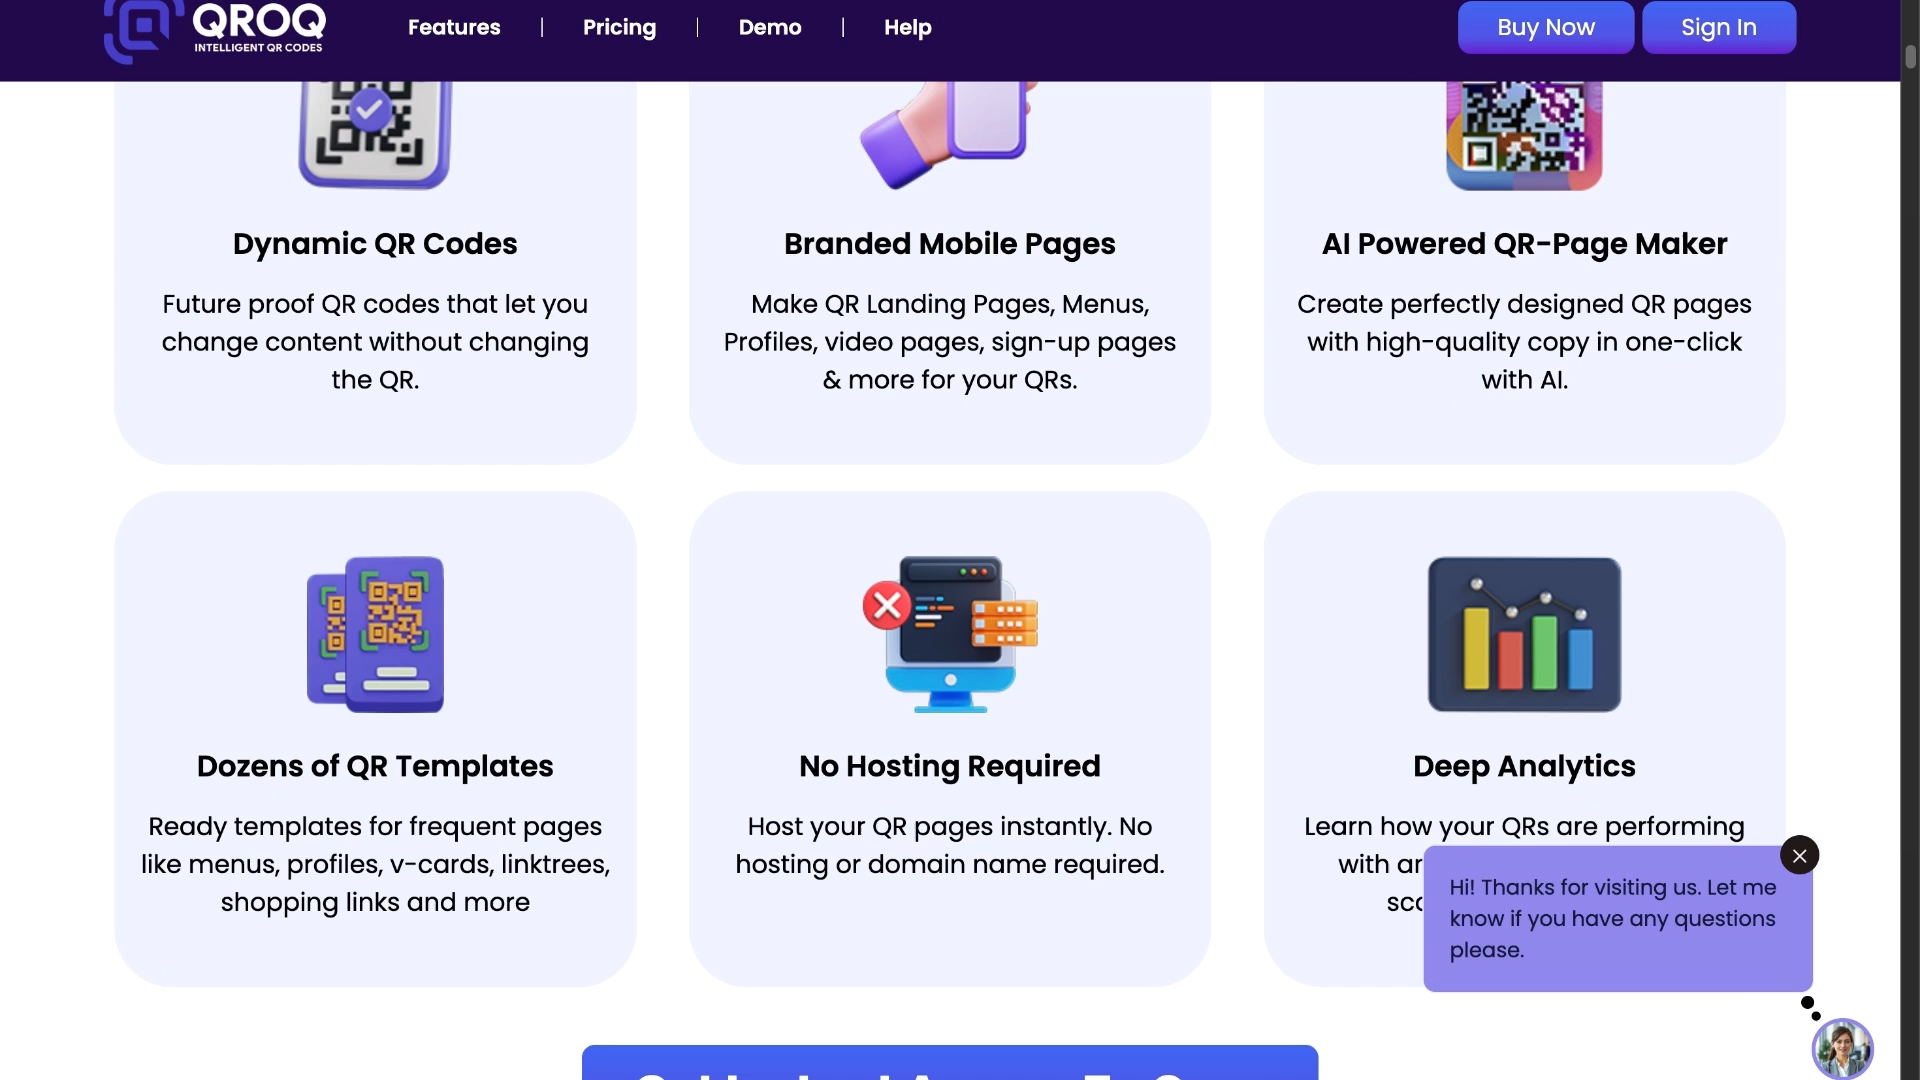 QROQ
INTELLIGENT QR CODES
Features
Pricing
Demo
Help
Buy Now
Sign In
Dynamic QR Codes
Future proof QR codes that let you
change content without changing
the QR.
Branded Mobile Pages
Make QR Landing Pages, Menus,
Profiles, video pages, sign-up pages
& more for your QRs.
AI Powered QR-Page Maker
Create perfectly designed QR pages
with high-quality copy in one-click
with AI.
Dozens of QR Templates
Ready templates for frequent pages
like menus, profiles, v-cards, linktrees,
shopping links and more
No Hosting Required
Host your QR pages instantly. No
hosting or domain name required.
Deep Analytics
Learn how your QRs are performing
with
Hi! Thanks for visiting us. Let me
know if you have any questions
please.